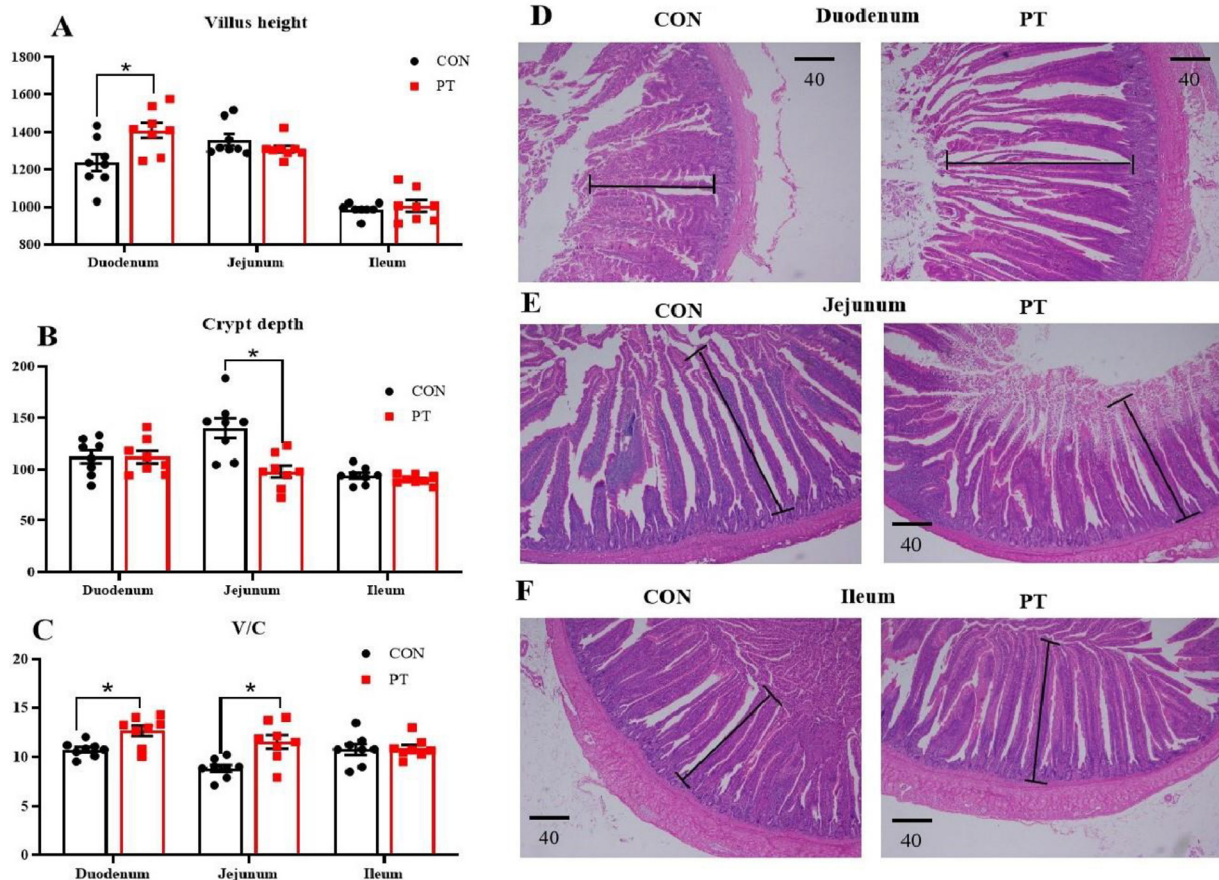 A
Villus height
1800
1600
1400
1200
1000
800
*
CON
PT
Duodenum
Jejunum
Ileum
B
Crypt depth
200
150
100
50
0
*
CON
PT
Duodenum
Jejunum
Ileum
C
V/C
20
15
10
5
0
*
*
CON
PT
Duodenum
Jejunum
Ileum
D
Duodenum
CON
PT
40
40
E
Jejunum
CON
PT
40
40
F
Ileum
CON
PT
40
40